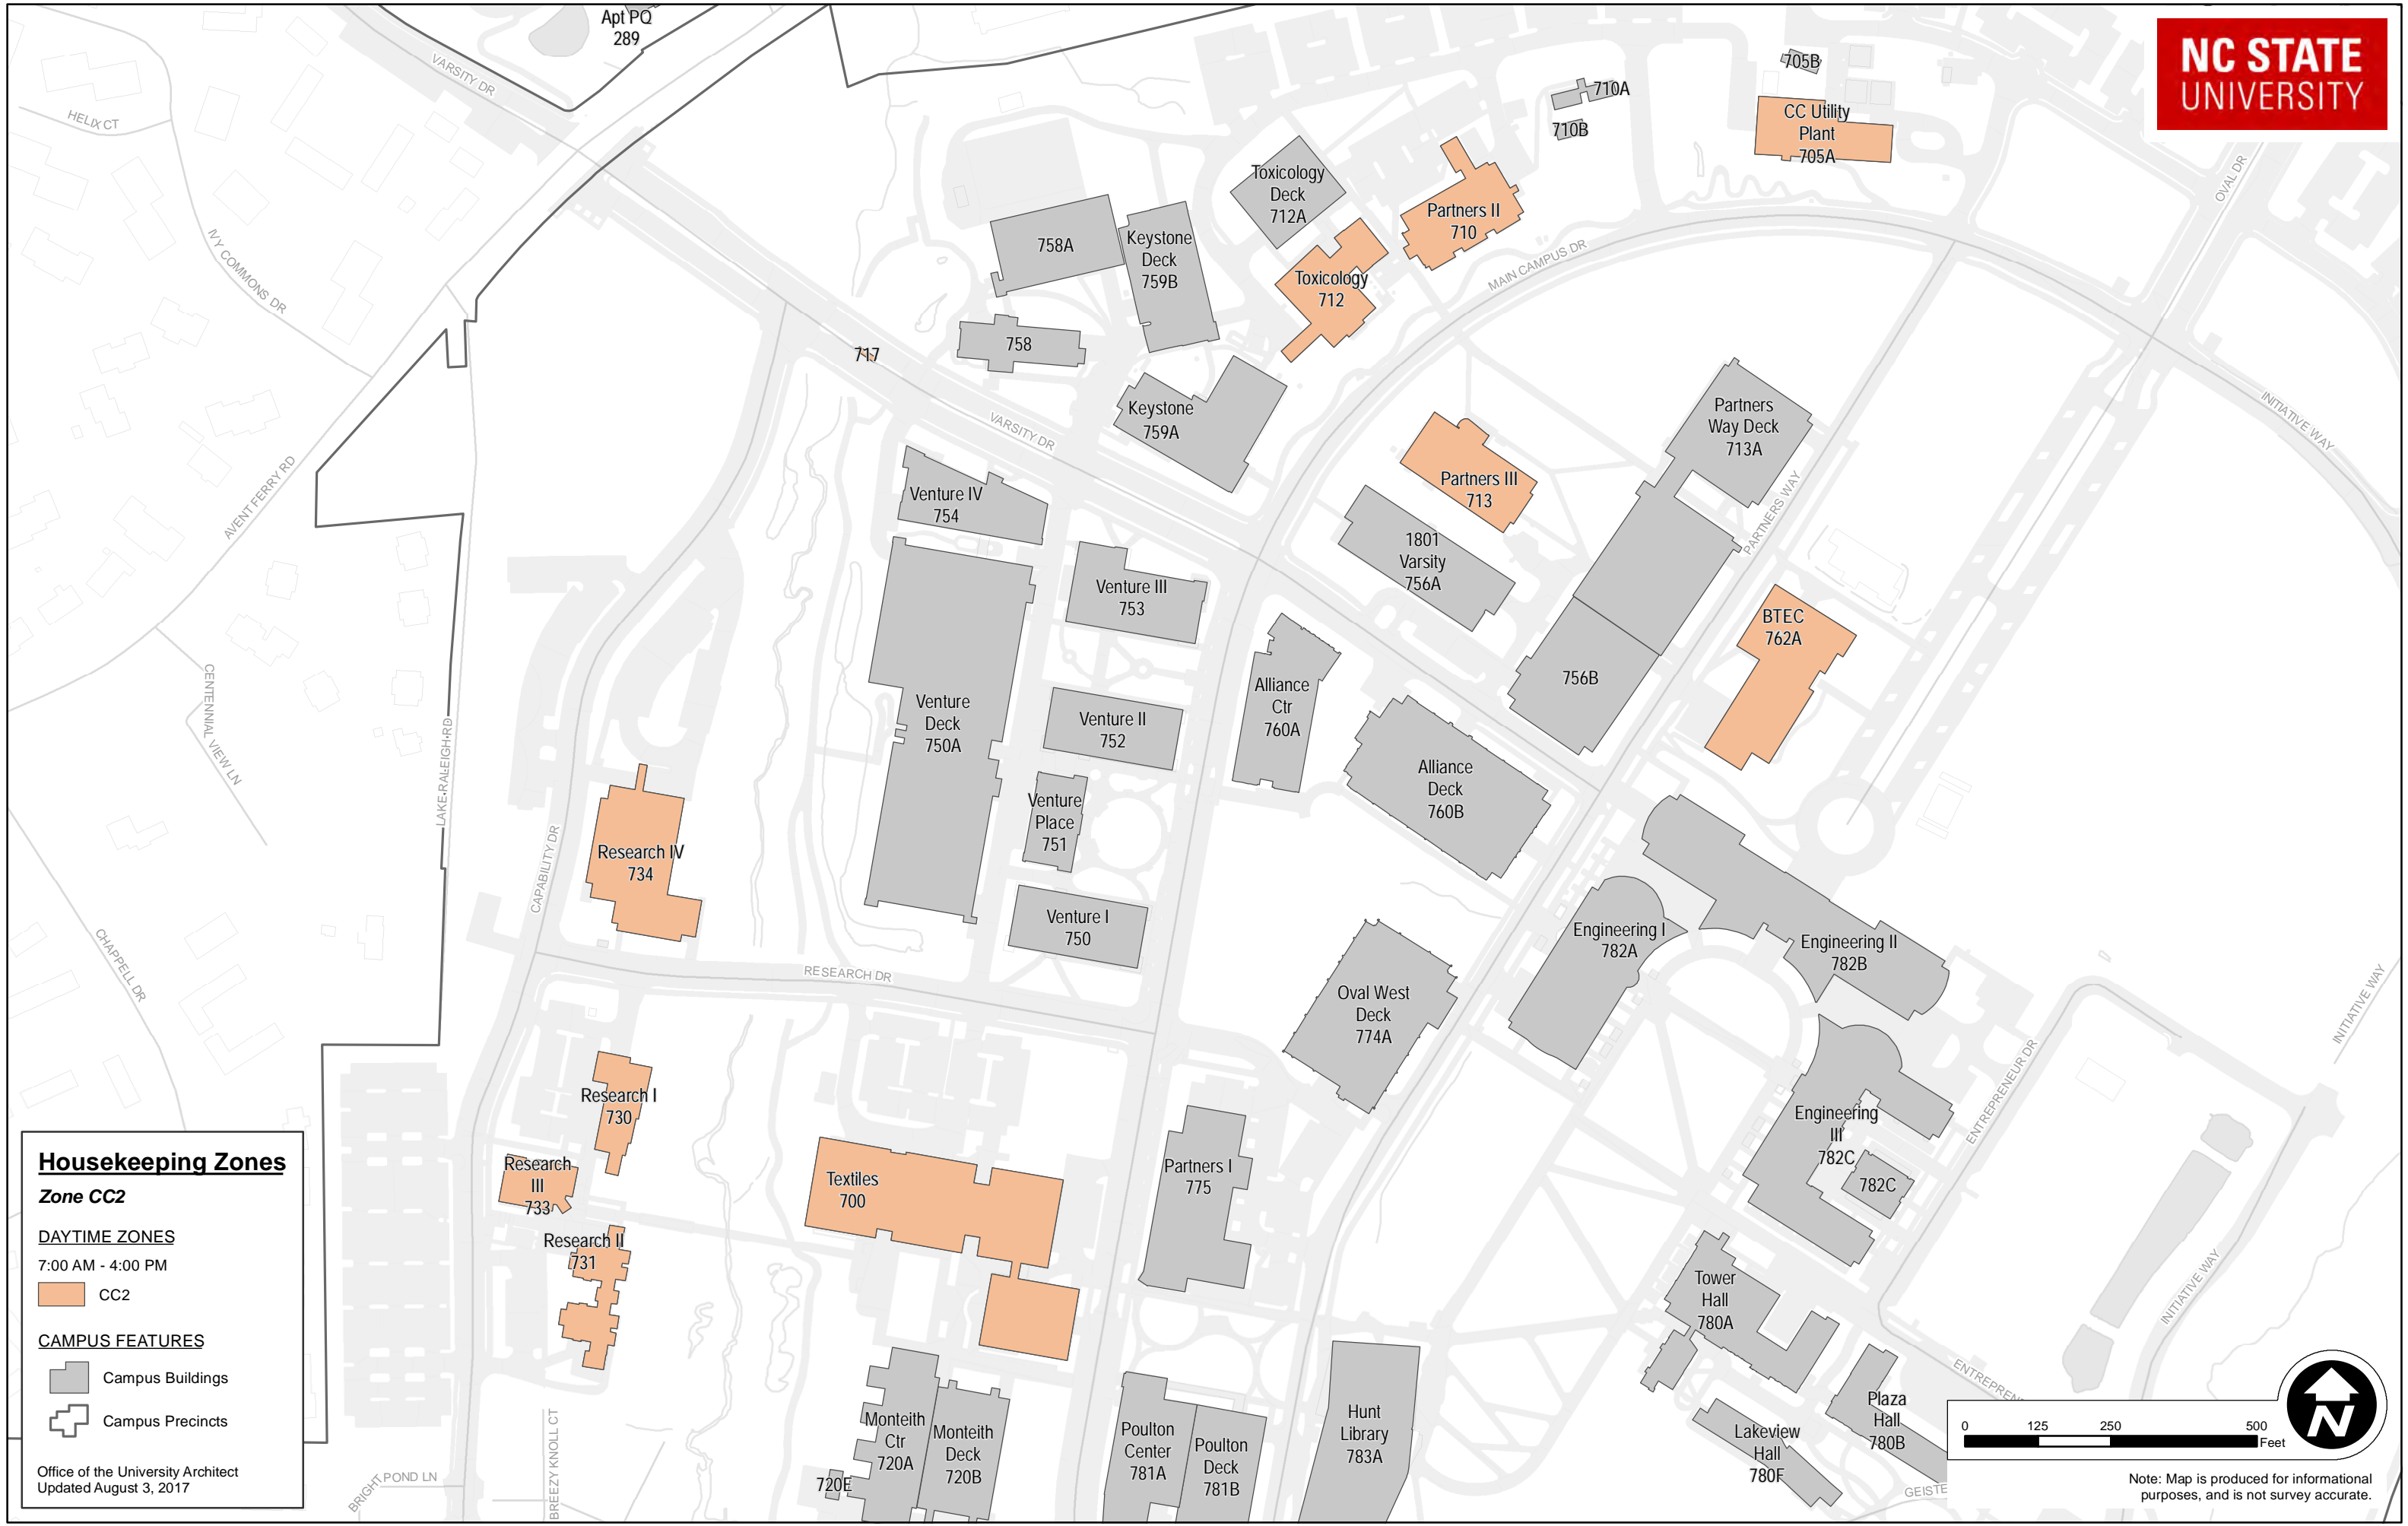 Apt PQ
289
VARSITY DR
HELIX CT
IVY COMMONS DR
AVENT FERRY RD
CENTENNIAL VIEW LN
LAKE RALEIGH RD
CHAPPELL DR
CAPABILITY DR
NC STATE
UNIVERSITY
705B
CC Utility
Plant
705A
710A
710B
OVAL DR
Toxicology
Deck
712A
Partners II
710
MAIN CAMPUS DR
758A
Keystone
Deck
759B
Toxicology
712
717
758
Keystone
759A
VARSITY DR
Partners
Way Deck
713A
INITIATIVE WAY
Partners III
713
PARTNERS WAY
Venture IV
754
1801
Varsity
756A
Venture III
753
BTEC
762A
756B
Alliance
Ctr
760A
Venture
Deck
750A
Venture II
752
Alliance
Deck
760B
Venture
Place
751
Research IV
734
Venture I
750
Engineering I
782A
Engineering II
782B
RESEARCH DR
Oval West
Deck
774A
INITIATIVE WAY
ENTREPRENEUR DR
Research I
730
Engineering
III
782C
782C
Research
III
733
Textiles
700
Partners I
775
Research II
731
INITIATIVE WAY
Tower
Hall
780A
ENTREPREN
Plaza
Hall
780B
Lakeview
Hall
780F
GEISTE
Hunt
Library
783A
Poulton
Center
781A
Poulton
Deck
781B
Monteith
Ctr
720A
Monteith
Deck
720B
720E
BREEZY KNOLL CT
BRIGHT POND LN
Housekeeping Zones
Zone CC2
DAYTIME ZONES
7:00 AM - 4:00 PM
CC2
CAMPUS FEATURES
Campus Buildings
Campus Precincts
Office of the University Architect
Updated August 3, 2017
0 125 250 500
Feet
N
Note: Map is produced for informational
purposes, and is not survey accurate.